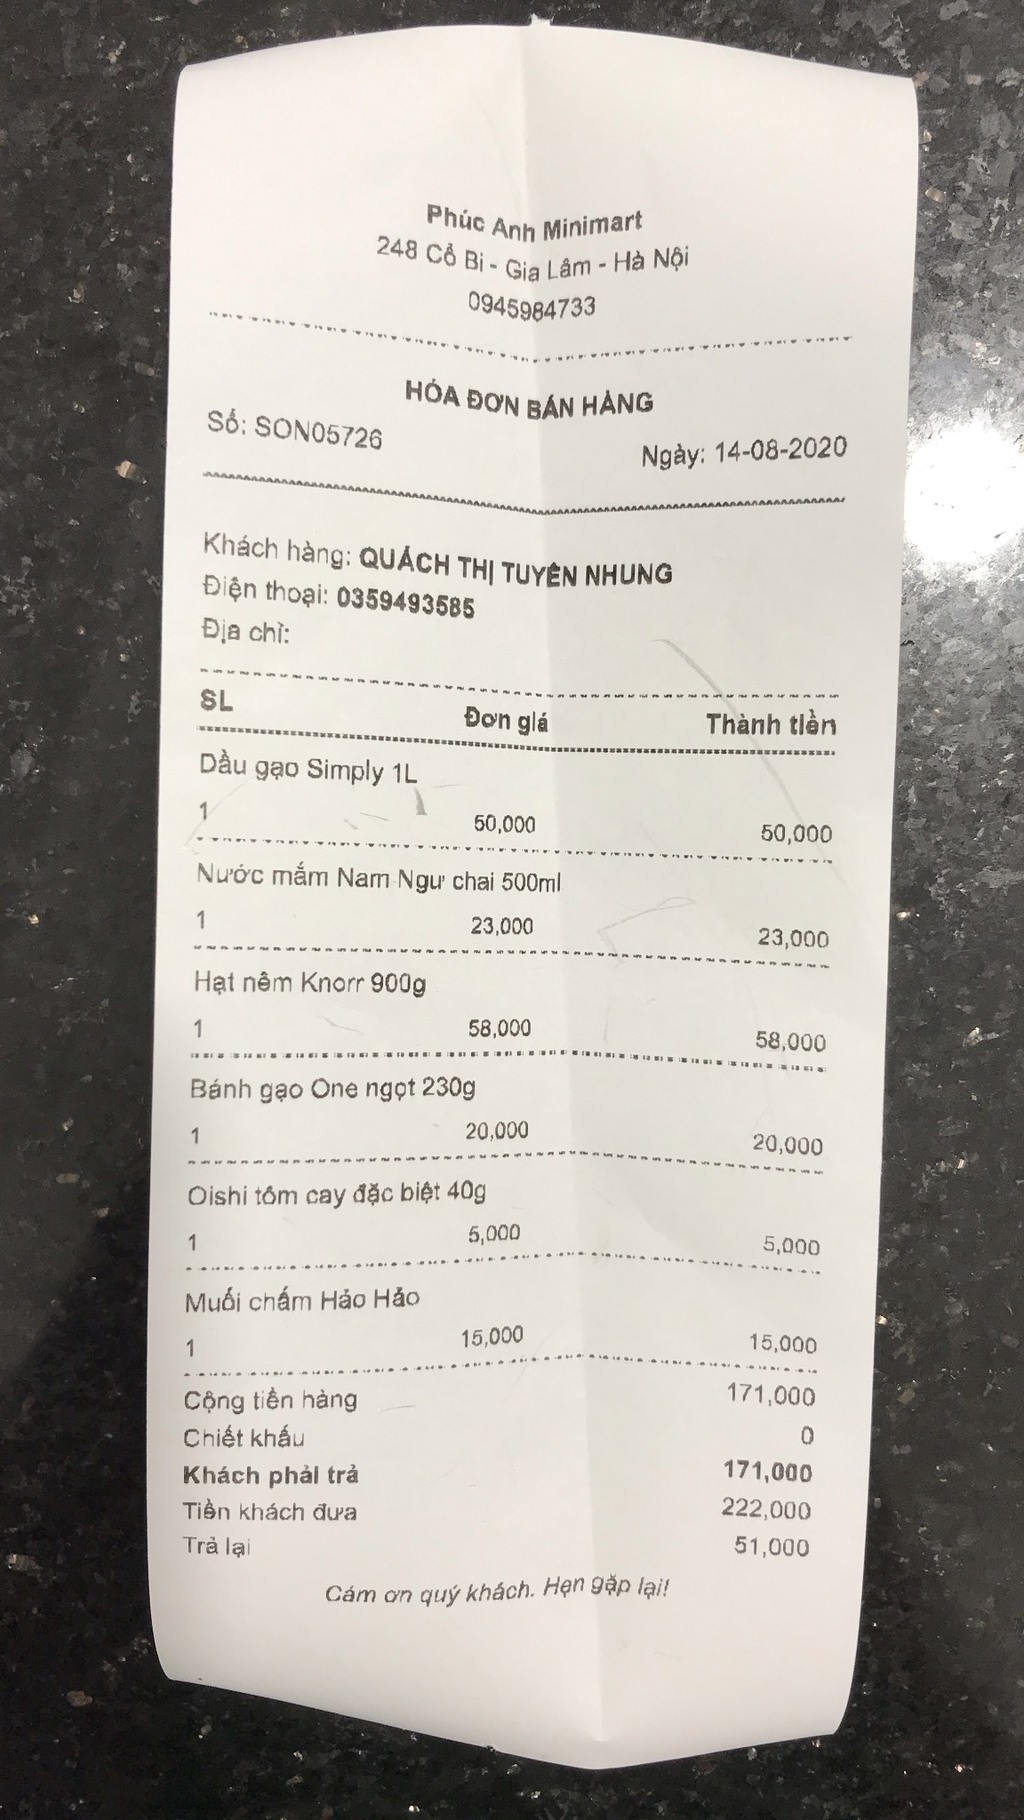 Phúc Anh Minimart
248 Cổ Bi - Gia Lâm - Hà Nội
0945984733
HÓA ĐƠN BÁN HÀNG
Số: SON05726 Ngày: 14-08-2020
Khách hàng: QUÁCH THỊ TUYÊN NHUNG
Điện thoại: 0359493585
Địa chỉ:
SL Đơn giá Thành tiền
Dầu gạo Simply 1L
1 50,000 50,000
Nước mắm Nam Ngư chai 500ml
1 23,000 23,000
Hạt nêm Knorr 900g
1 58,000 58,000
Bánh gạo One ngọt 230g
1 20,000 20,000
Oishi tôm cay đặc biệt 40g
1 5,000 5,000
Muối chấm Hảo Hảo
1 15,000 15,000
Cộng tiền hàng 171,000
Chiết khấu 0
Khách phải trả 171,000
Tiền khách đưa 222,000
Trả lại 51,000
Cám ơn quý khách. Hẹn gặp lại!